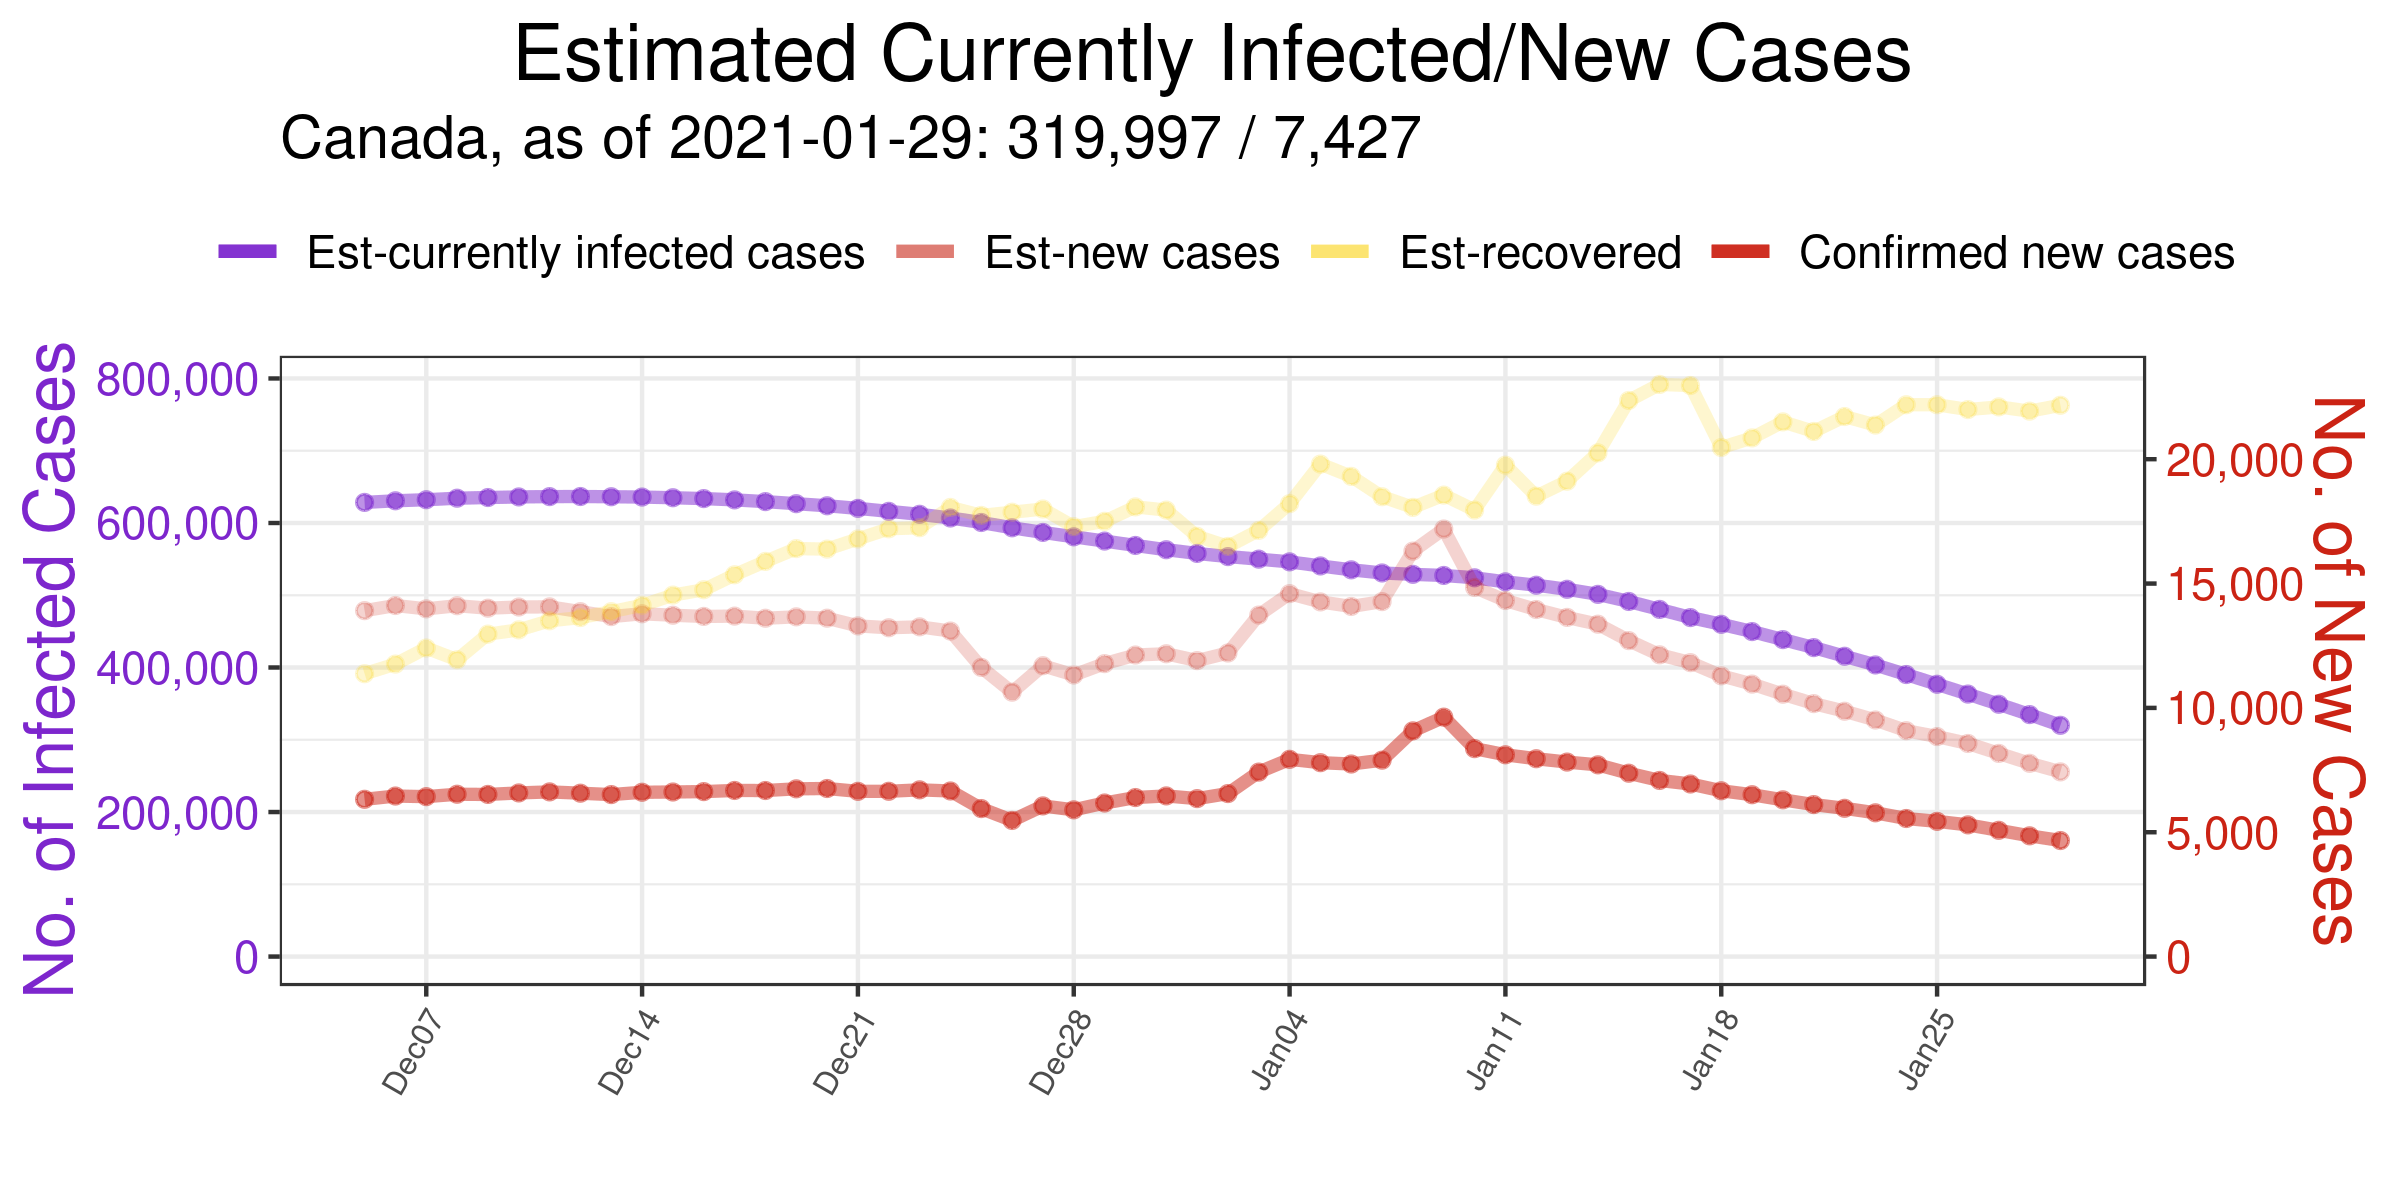 Estimated Currently Infected/New Cases
Canada, as of 2021-01-29: 319,997 / 7,427
Est-currently infected cases Est-new cases Est-recovered Confirmed new cases
No. of Infected Cases
800,000
600,000
400,000
200,000
0
20,000
15,000
10,000
5,000
0
No. of New Cases
Dec07 Dec14 Dec21 Dec28 Jan04 Jan11 Jan18 Jan25